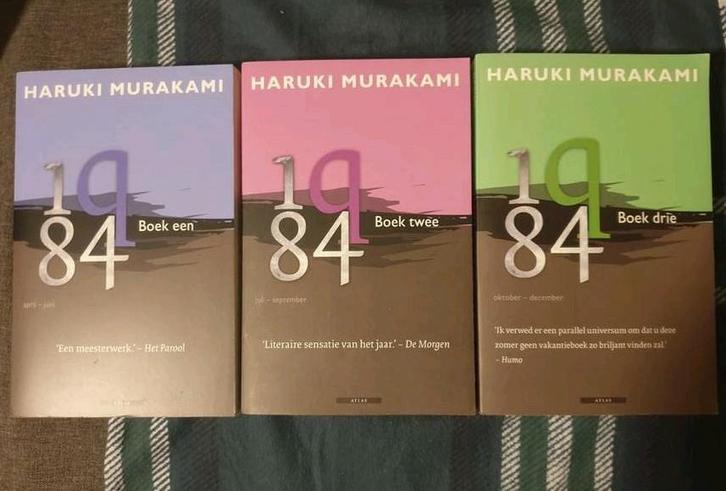 HARUKI MURAKAMI
1q
84
Boek een
april – juni
'Een meesterwerk.' – Het Parool
HARUKI MURAKAMI
1q
84
Boek twee
juli – september
'Literaire sensatie van het jaar.' – De Morgen
ATLAS
HARUKI MURAKAMI
1q
84
Boek drie
oktober – december
'Ik verwed er een parallel universum om dat u deze
zomer geen vakantieboek zo briljant vinden zal.'
– Humo
ATLAS